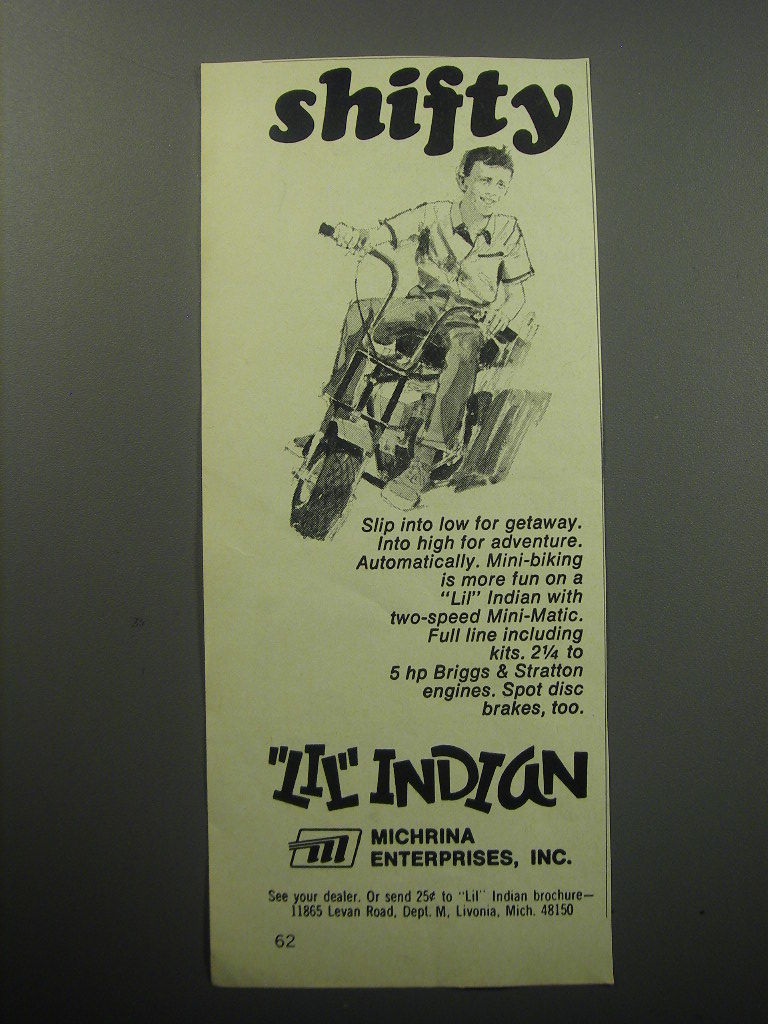 shifty
Slip into low for getaway.
Into high for adventure.
Automatically. Mini-biking
is more fun on a
"Lil" Indian with
two-speed Mini-Matic.
Full line including
kits. 2¼ to
5 hp Briggs & Stratton
engines. Spot disc
brakes, too.
"LIL" INDIAN
MICHRINA
ENTERPRISES, INC.
See your dealer. Or send 25¢ to "Lil" Indian brochure—
11865 Levan Road, Dept. M, Livonia, Mich. 48150
62